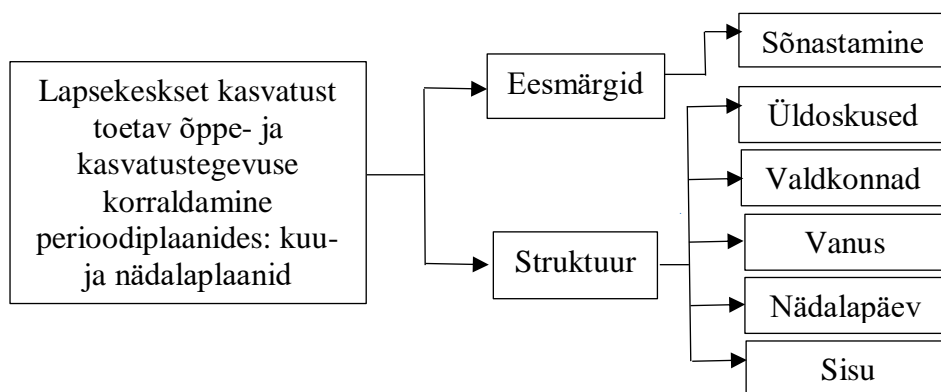 Lapsekeskset kasvatust
toetav õppe- ja
kasvatustegevuse
korraldamine
perioodiplaanides: kuu-
ja nädalaplaanid
Eesmärgid
Struktuur
Sõnastamine
Üldoskused
Valdkonnad
Vanus
Nädalapäev
Sisu